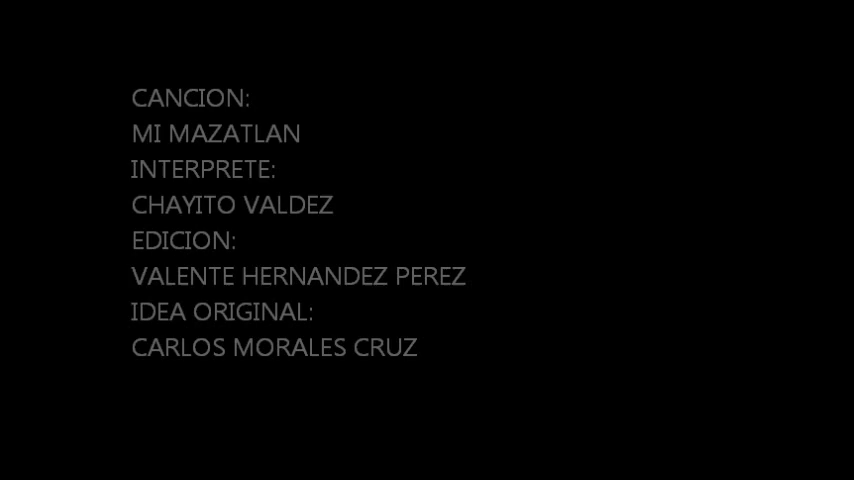 CANCION:
MI MAZATLAN
INTERPRETE:
CHAYITO VALDEZ
EDICION:
VALENTE HERNANDEZ PEREZ
IDEA ORIGINAL:
CARLOS MORALES CRUZ